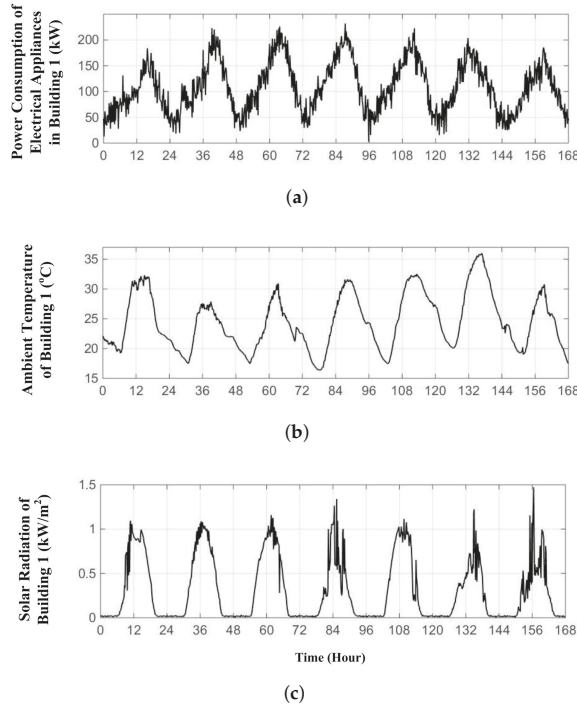 Power Consumption of
Electrical Appliances
in Building 1 (kW)
200
150
100
50
0
0 12 24 36 48 60 72 84 96 108 112 132 144 156 168
(a)
Ambient Temperature
of Building 1 (°C)
35
30
25
20
15
0 12 24 36 48 60 72 84 96 108 112 132 144 156 168
(b)
Solar Radiation of
Building 1 (kW/m²)
1.5
1
0.5
0
0 12 24 36 48 60 72 84 96 108 112 132 144 156 168
Time (Hour)
(c)